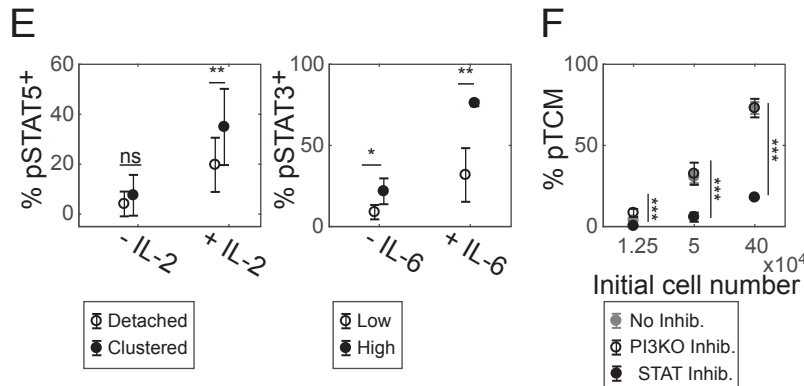 E
F
% pSTAT5+
60
40
20
0
ns
**
- IL-2
+ IL-2
Detached
Clustered
% pSTAT3+
100
50
0
*
**
- IL-6
+ IL-6
Low
High
% pTCM
100
50
0
***
***
***
1.25
5
40
x10⁴
Initial cell number
No Inhib.
PI3KO Inhib.
STAT Inhib.